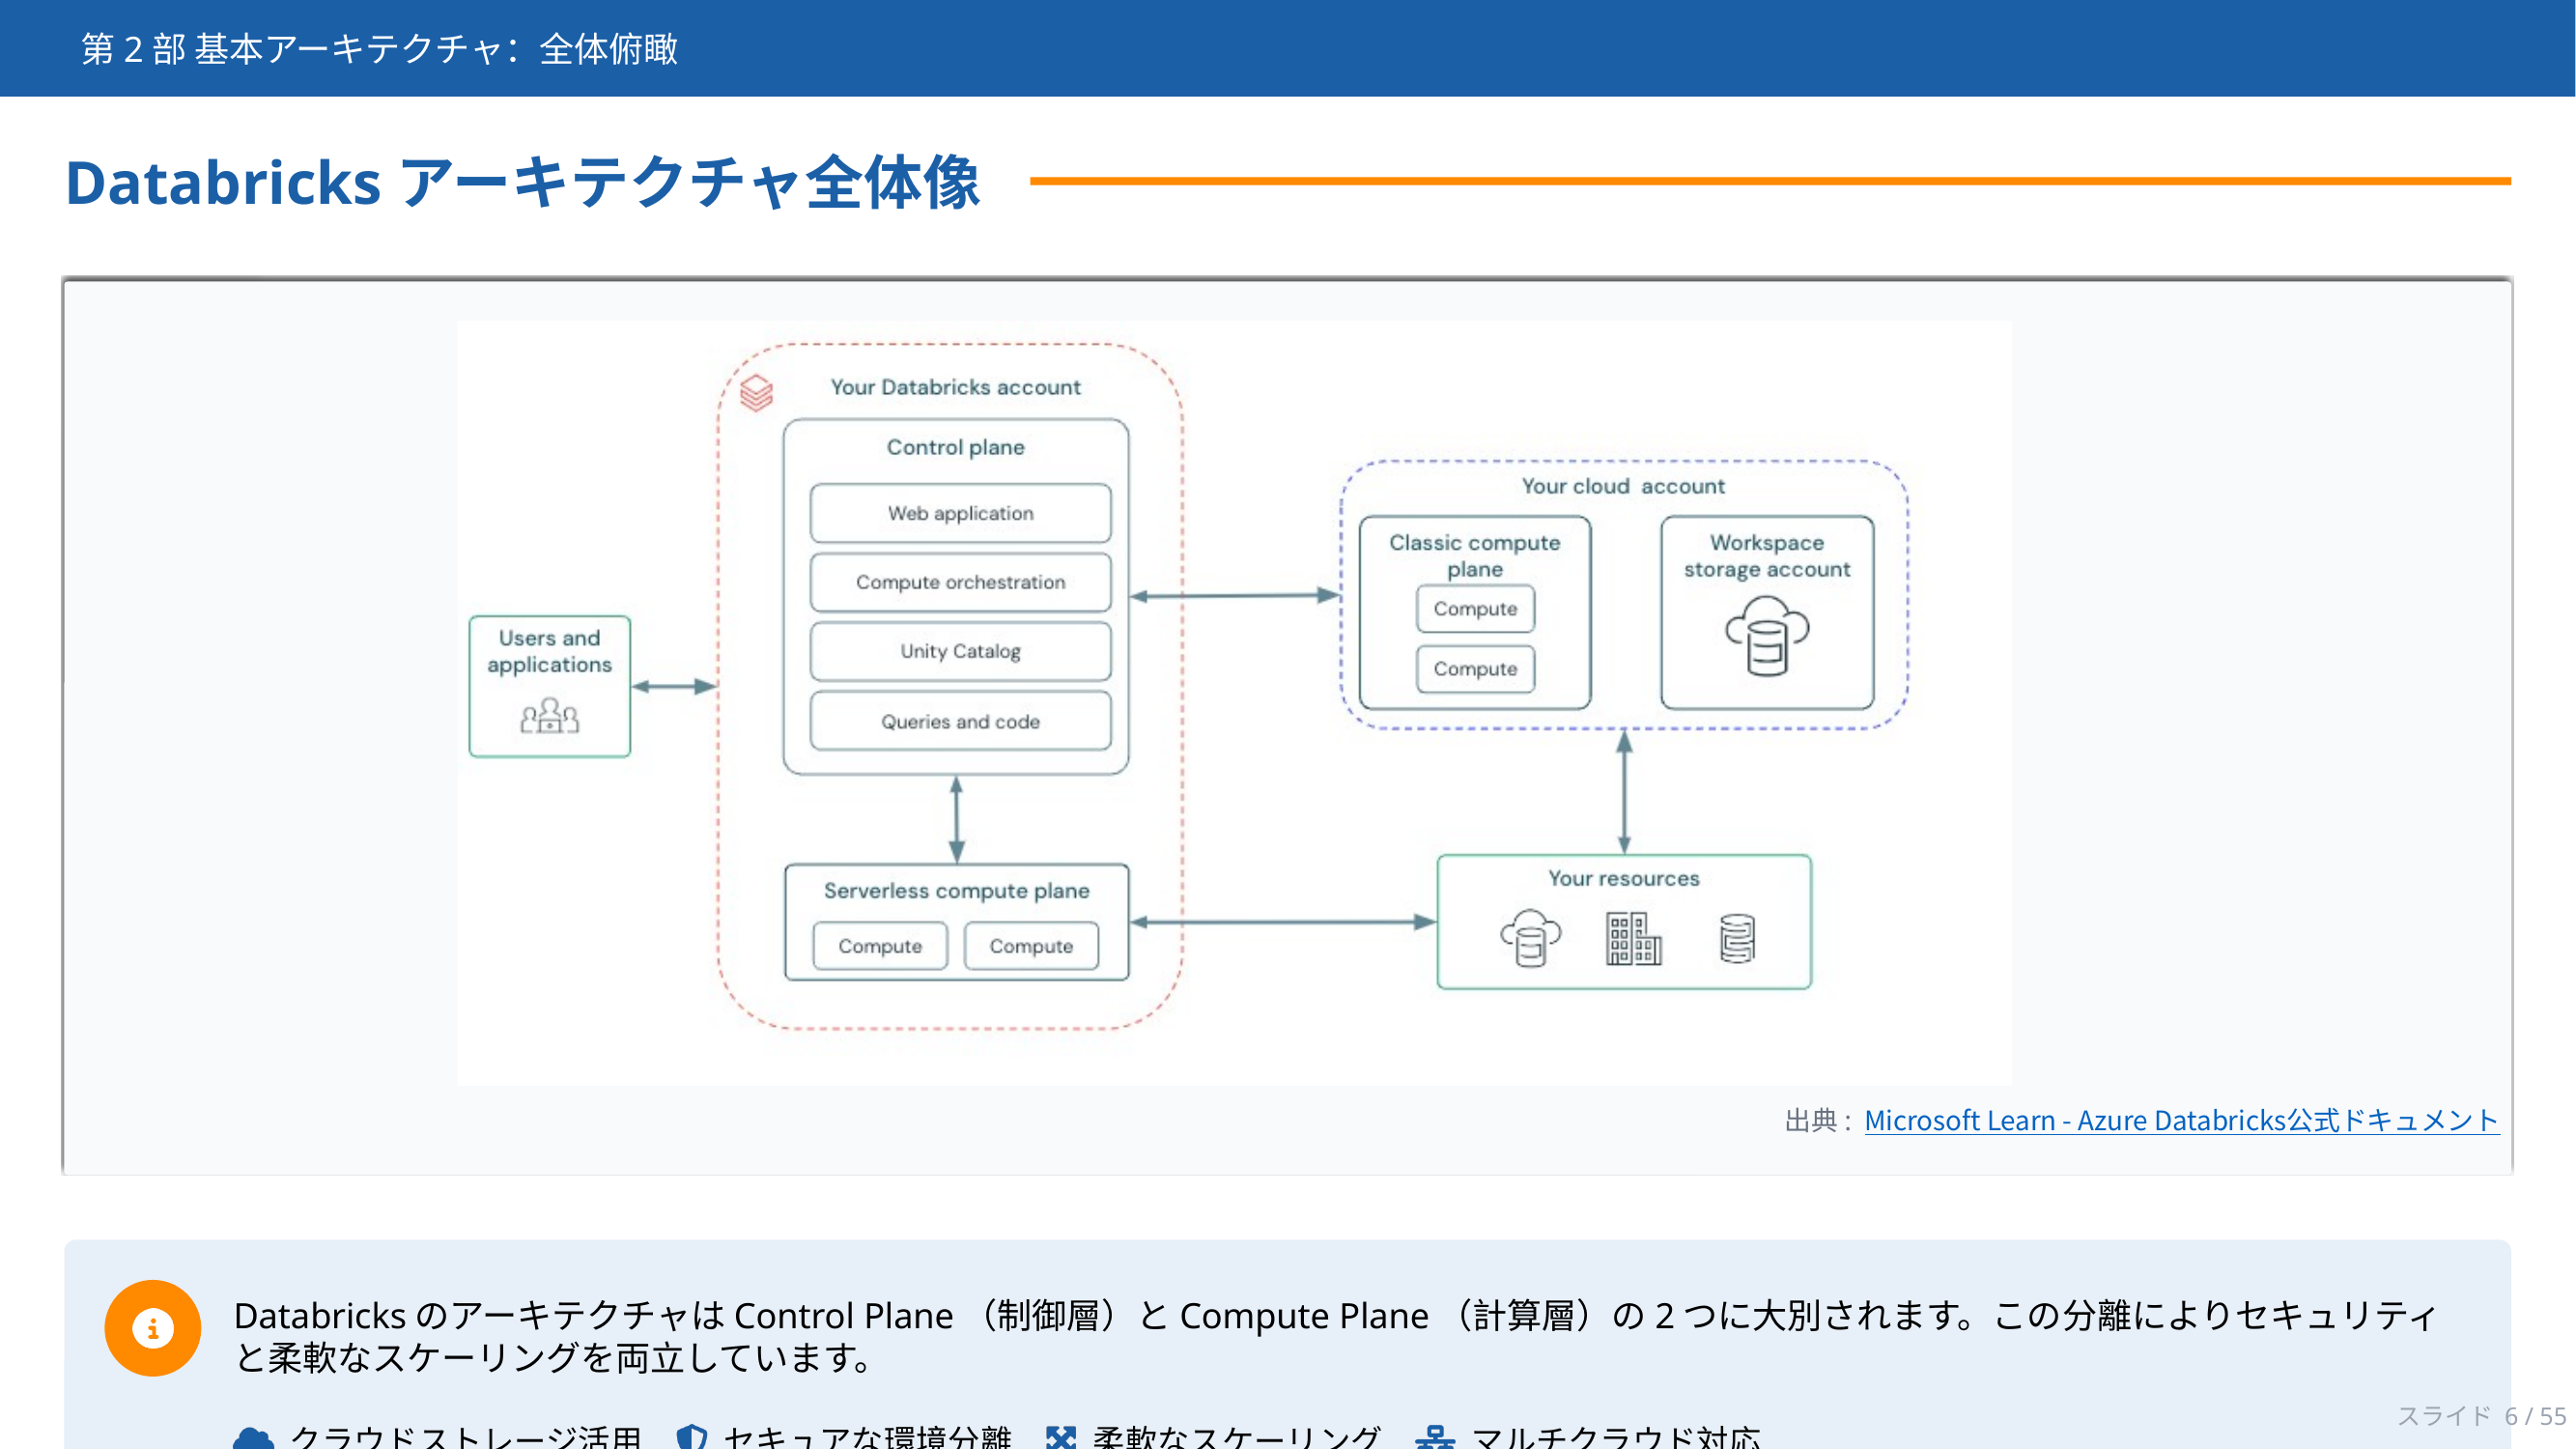 第 2 部 基本アーキテクチャ：全体俯瞰
Databricks アーキテクチャ全体像
Your Databricks account
Control plane
Web application
Compute orchestration
Unity Catalog
Queries and code
Users and
applications
Serverless compute plane
Compute
Compute
Your cloud account
Classic compute
plane
Compute
Compute
Workspace
storage account
Your resources
出典 : Microsoft Learn - Azure Databricks公式ドキュメント
Databricks のアーキテクチャは Control Plane （制御層）と Compute Plane （計算層）の 2 つに大別されます。この分離によりセキュリティ
と柔軟なスケーリングを両立しています。
クラウドストレージ活用 セキュアな環境分離 柔軟なスケーリング マルチクラウド対応
スライド 6 / 55